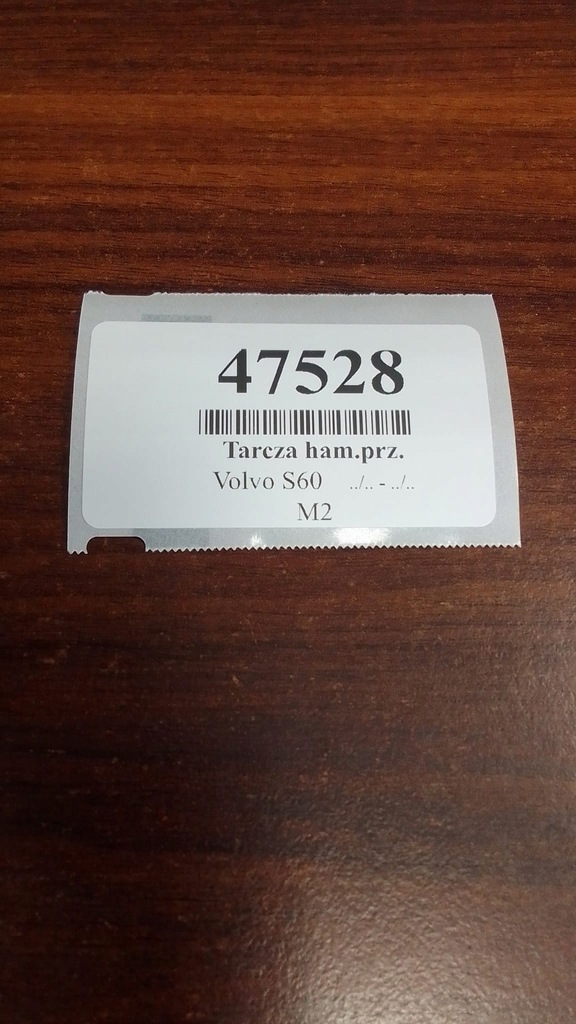 47528
Tarcza ham.prz.
Volvo S60 ../.. - ../..
M2